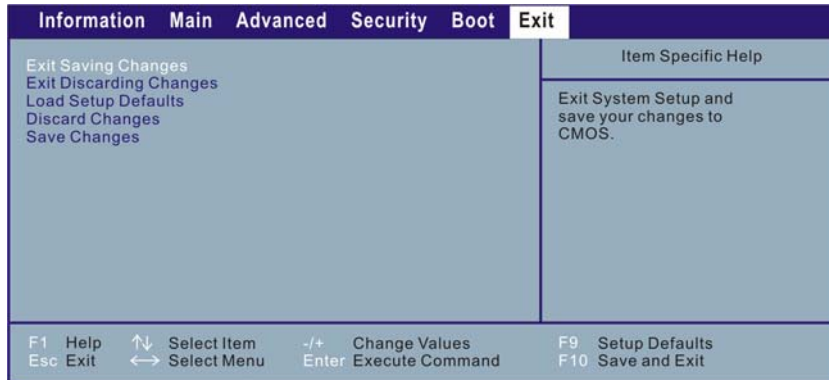 Information Main Advanced Security Boot Exit
Exit Saving Changes
Exit Discarding Changes
Load Setup Defaults
Discard Changes
Save Changes
Item Specific Help
Exit System Setup and
save your changes to
CMOS.
F1 Help ↑↓ Select Item -/+ Change Values F9 Setup Defaults
Esc Exit ←→ Select Menu Enter Execute Command F10 Save and Exit